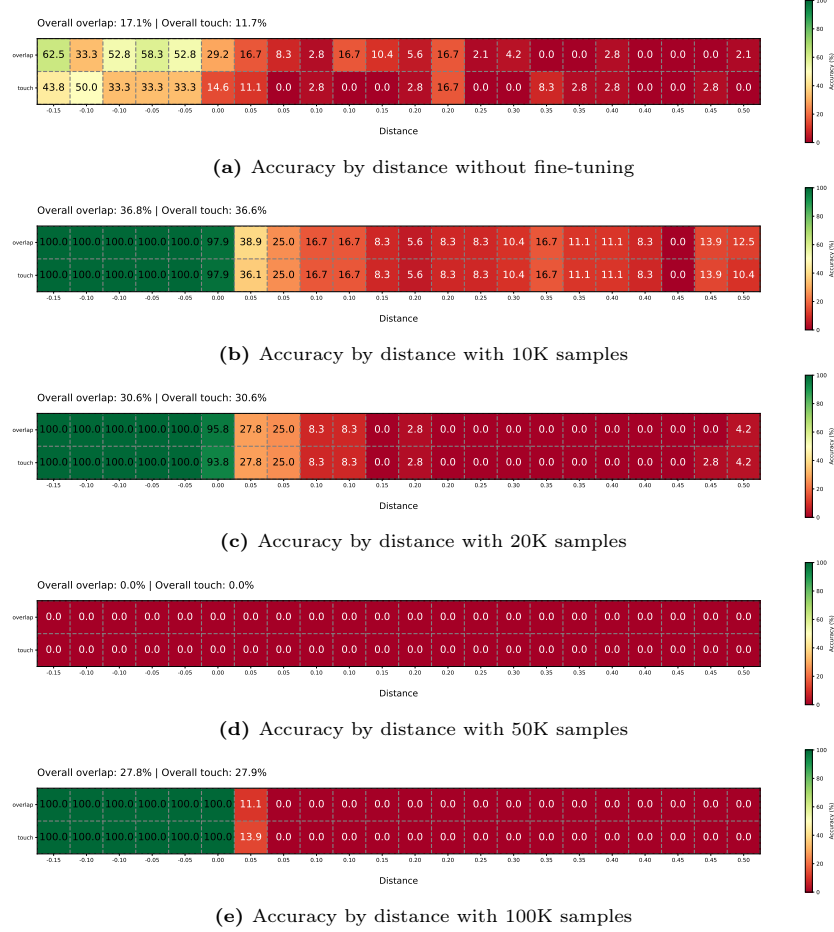 Overall overlap: 17.1% | Overall touch: 11.7%
overlap 62.5 33.3 52.8 58.3 52.8 29.2 16.7 8.3 2.8 16.7 10.4 5.6 16.7 2.1 4.2 0.0 0.0 2.8 0.0 0.0 0.0 2.1
touch 43.8 50.0 33.3 33.3 33.3 14.6 11.1 0.0 2.8 0.0 0.0 2.8 16.7 0.0 0.0 8.3 2.8 2.8 0.0 0.0 2.8 0.0
-0.15 -0.10 -0.10 -0.05 -0.05 0.00 0.05 0.05 0.10 0.10 0.15 0.20 0.20 0.25 0.30 0.35 0.35 0.40 0.40 0.45 0.45 0.50
Distance
100
80
60
40
20
0
Accuracy (%)
(a) Accuracy by distance without fine-tuning
Overall overlap: 36.8% | Overall touch: 36.6%
overlap 100.0 100.0 100.0 100.0 100.0 97.9 38.9 25.0 16.7 16.7 8.3 5.6 8.3 8.3 10.4 16.7 11.1 11.1 8.3 0.0 13.9 12.5
touch 100.0 100.0 100.0 100.0 100.0 97.9 36.1 25.0 16.7 16.7 8.3 5.6 8.3 8.3 10.4 16.7 11.1 11.1 8.3 0.0 13.9 10.4
-0.15 -0.10 -0.10 -0.05 -0.05 0.00 0.05 0.05 0.10 0.10 0.15 0.20 0.20 0.25 0.30 0.35 0.35 0.40 0.40 0.45 0.45 0.50
Distance
100
80
60
40
20
0
Accuracy (%)
(b) Accuracy by distance with 10K samples
Overall overlap: 30.6% | Overall touch: 30.6%
overlap 100.0 100.0 100.0 100.0 100.0 95.8 27.8 25.0 8.3 8.3 0.0 2.8 0.0 0.0 0.0 0.0 0.0 0.0 0.0 0.0 0.0 4.2
touch 100.0 100.0 100.0 100.0 100.0 93.8 27.8 25.0 8.3 8.3 0.0 2.8 0.0 0.0 0.0 0.0 0.0 0.0 0.0 0.0 2.8 4.2
-0.15 -0.10 -0.10 -0.05 -0.05 0.00 0.05 0.05 0.10 0.10 0.15 0.20 0.20 0.25 0.30 0.35 0.35 0.40 0.40 0.45 0.45 0.50
Distance
100
80
60
40
20
0
Accuracy (%)
(c) Accuracy by distance with 20K samples
Overall overlap: 0.0% | Overall touch: 0.0%
overlap 0.0 0.0 0.0 0.0 0.0 0.0 0.0 0.0 0.0 0.0 0.0 0.0 0.0 0.0 0.0 0.0 0.0 0.0 0.0 0.0 0.0 0.0
touch 0.0 0.0 0.0 0.0 0.0 0.0 0.0 0.0 0.0 0.0 0.0 0.0 0.0 0.0 0.0 0.0 0.0 0.0 0.0 0.0 0.0 0.0
-0.15 -0.10 -0.10 -0.05 -0.05 0.00 0.05 0.05 0.10 0.10 0.15 0.20 0.20 0.25 0.30 0.35 0.35 0.40 0.40 0.45 0.45 0.50
Distance
100
80
60
40
20
0
Accuracy (%)
(d) Accuracy by distance with 50K samples
Overall overlap: 27.8% | Overall touch: 27.9%
overlap 100.0 100.0 100.0 100.0 100.0 100.0 11.1 0.0 0.0 0.0 0.0 0.0 0.0 0.0 0.0 0.0 0.0 0.0 0.0 0.0 0.0 0.0
touch 100.0 100.0 100.0 100.0 100.0 100.0 13.9 0.0 0.0 0.0 0.0 0.0 0.0 0.0 0.0 0.0 0.0 0.0 0.0 0.0 0.0 0.0
-0.15 -0.10 -0.10 -0.05 -0.05 0.00 0.05 0.05 0.10 0.10 0.15 0.20 0.20 0.25 0.30 0.35 0.35 0.40 0.40 0.45 0.45 0.50
Distance
100
80
60
40
20
0
Accuracy (%)
(e) Accuracy by distance with 100K samples